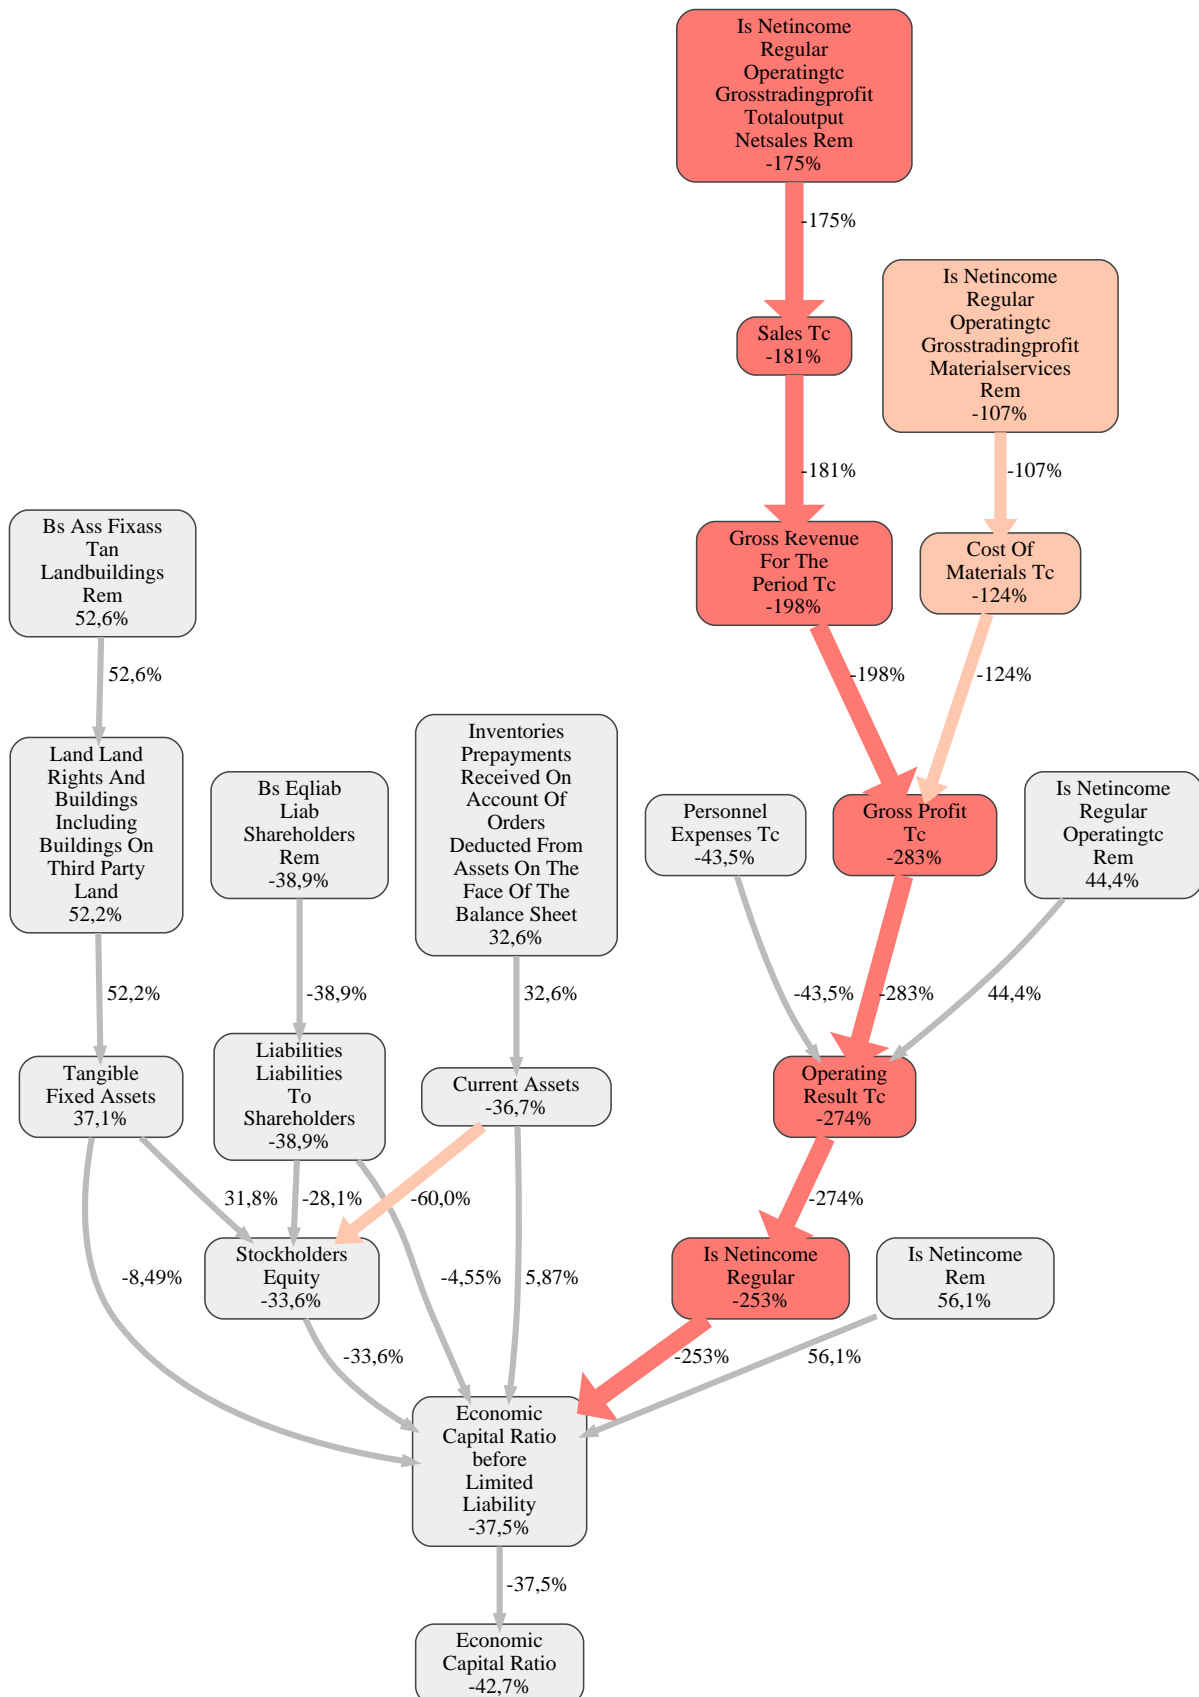 Is Netincome
Regular
Operatingtc
Grosstradingprofit
Totaloutput
Netsales Rem
-175%
-175%
Is Netincome
Regular
Operatingtc
Grosstradingprofit
Materialservices
Rem
-107%
Sales Tc
-181%
-181%
-107%
Bs Ass Fixass
Tan
Landbuildings
Rem
52,6%
Gross Revenue
For The
Period Tc
-198%
Cost Of
Materials Tc
-124%
52,6%
-198%
-124%
Land Land
Rights And
Buildings
Including
Buildings On
Third Party
Land
52,2%
Bs Eqliab
Liab
Shareholders
Rem
-38,9%
Inventories
Prepayments
Received On
Account Of
Orders
Deducted From
Assets On The
Face Of The
Balance Sheet
32,6%
Personnel
Expenses Tc
-43,5%
Gross Profit
Tc
-283%
Is Netincome
Regular
Operatingtc
Rem
44,4%
52,2%
-38,9%
32,6%
-43,5%
-283%
44,4%
Tangible
Fixed Assets
37,1%
Liabilities
Liabilities
To
Shareholders
-38,9%
Current Assets
-36,7%
Operating
Result Tc
-274%
31,8%
-28,1%
-60,0%
-274%
Stockholders
Equity
-33,6%
Is Netincome
Regular
-253%
Is Netincome
Rem
56,1%
-8,49%
-4,55%
5,87%
-33,6%
-253%
56,1%
Economic
Capital Ratio
before
Limited
Liability
-37,5%
-37,5%
Economic
Capital Ratio
-42,7%